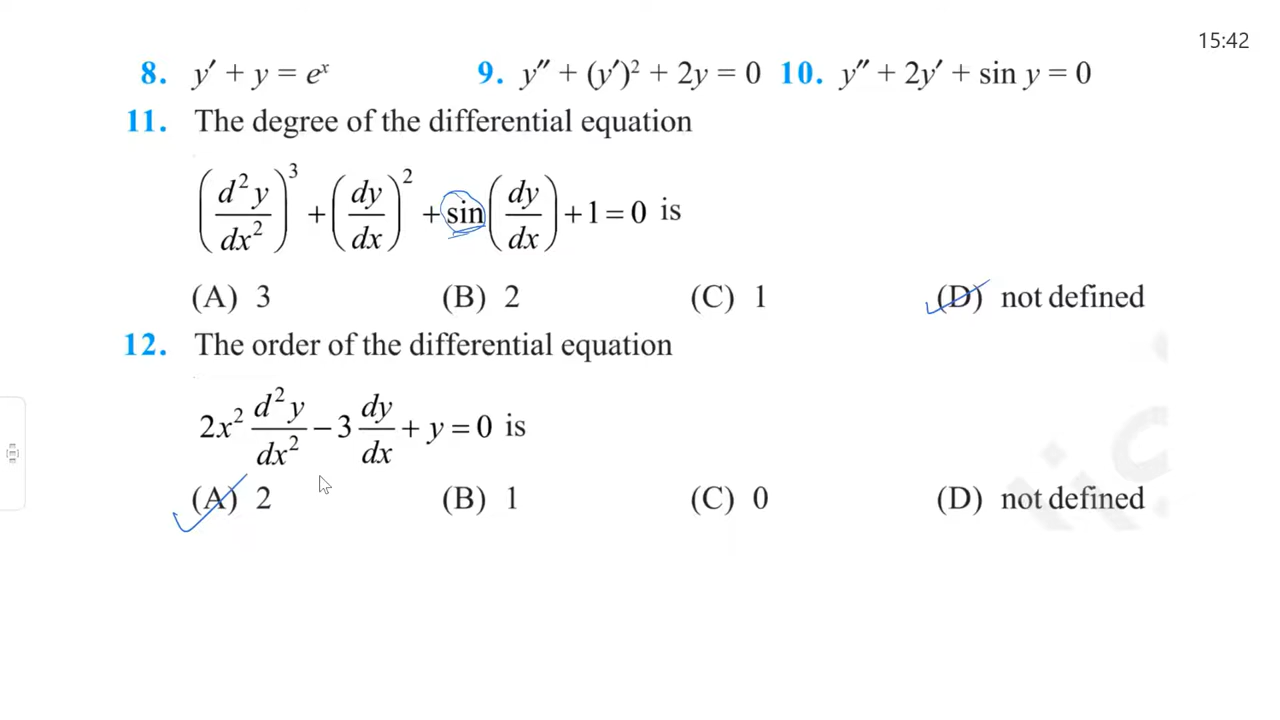 15:42
8. y′ + y = eˣ 9. y″ + (y′)² + 2y = 0 10. y″ + 2y′ + sin y = 0
11. The degree of the differential equation
(d²y/dx²)³ + (dy/dx)² + sin(dy/dx) + 1 = 0 is
(A) 3 (B) 2 (C) 1 (D) not defined
12. The order of the differential equation
2x² d²y/dx² − 3 dy/dx + y = 0 is
(A) 2 (B) 1 (C) 0 (D) not defined